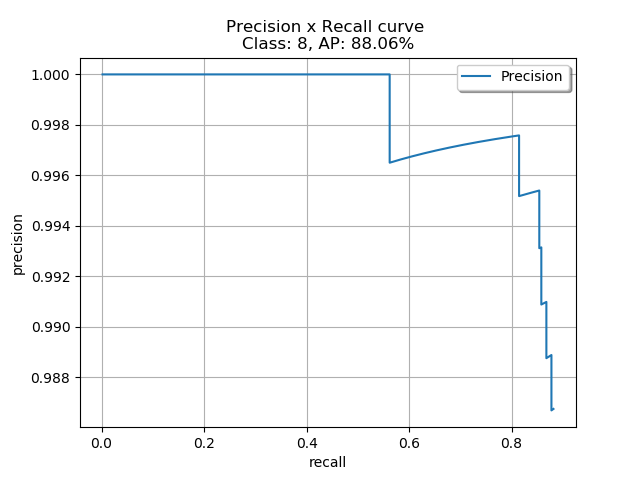 Precision x Recall curve
Class: 8, AP: 88.06%
Precision
1.000
0.998
0.996
0.994
0.992
0.990
0.988
precision
0.0 0.2 0.4 0.6 0.8
recall